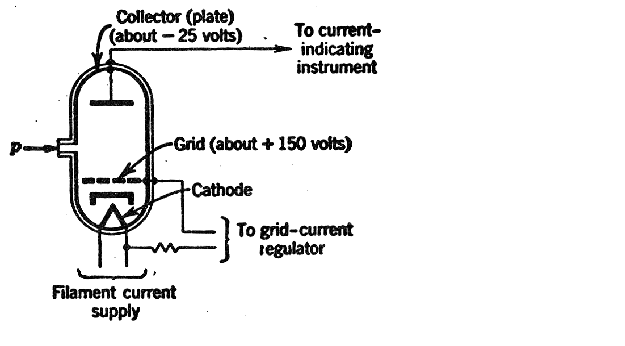 Collector (plate)
(about – 25 volts)
To current-
indicating
instrument
p
Grid (about + 150 volts)
Cathode
To grid-current
regulator
Filament current
supply